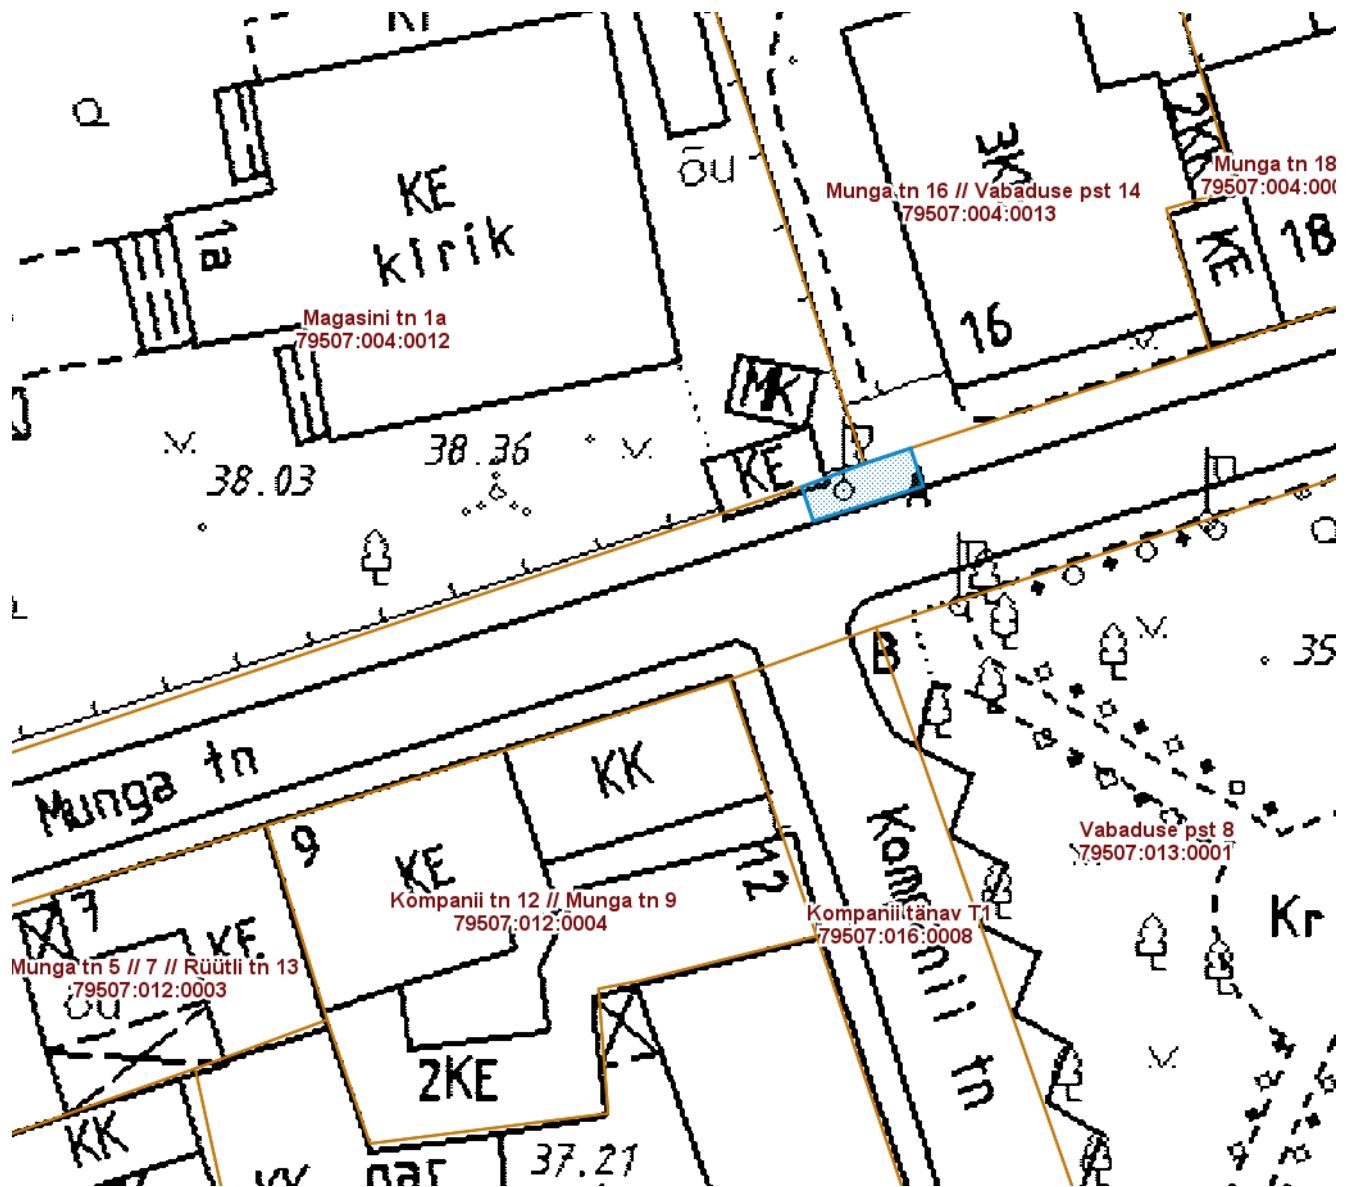 KE
kirik
1a
õu
3K
Munga tn 16 // Vabaduse pst 14
79507:004:0013
Munga tn 18
KE
18
16
Magasini tn 1a
79507:004:0012
MK
KE
38.36
38.03
B
35
Munga tn
9
KK
KE
12
7
KE
Kompanii tn 12 // Munga tn 9
79507:012:0004
Kompanii tänav T1
79507:016:0008
Kompanii tn
Vabaduse pst 8
79507:013:0001
Kr
Munga tn 5 // 7 // Rüütli tn 13
79507:012:0003
õu
2KE
KK
37.21